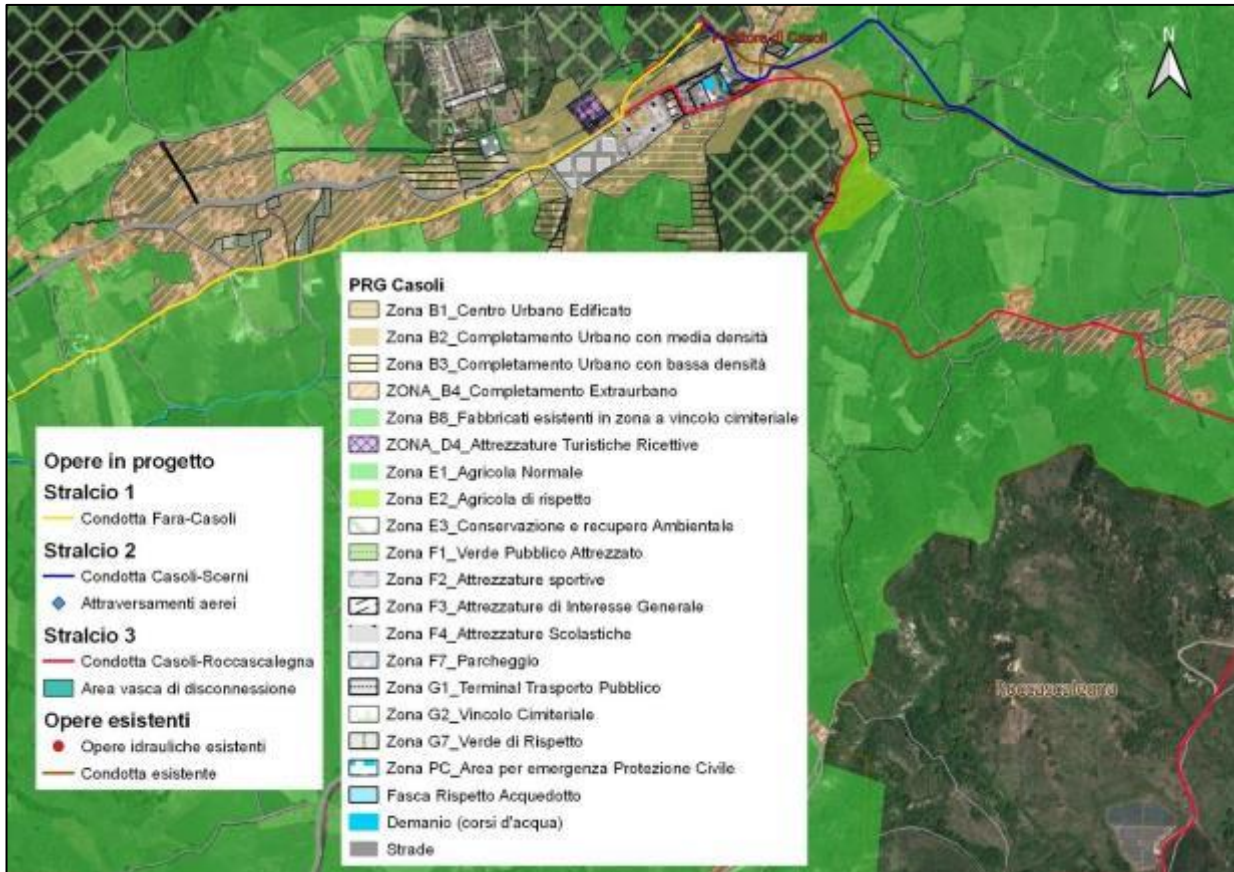 N
Partitore di Casoli
PRG Casoli
Zona B1_Centro Urbano Edificato
Zona B2_Completamento Urbano con media densità
Zona B3_Completamento Urbano con bassa densità
ZONA_B4_Completamento Extraurbano
Zona B8_Fabbricati esistenti in zona a vincolo cimiteriale
ZONA_D4_Attrezzature Turistiche Ricettive
Zona E1_Agricola Normale
Zona E2_Agricola di rispetto
Zona E3_Conservazione e recupero Ambientale
Zona F1_Verde Pubblico Attrezzato
Zona F2_Attrezzature sportive
Zona F3_Attrezzature di Interesse Generale
Zona F4_Attrezzature Scolastiche
Zona F7_Parcheggio
Zona G1_Terminal Trasporto Pubblico
Zona G2_Vincolo Cimiteriale
Zona G7_Verde di Rispetto
Zona PC_Area per emergenza Protezione Civile
Fasca Rispetto Acquedotto
Demanio (corsi d'acqua)
Strade
Opere in progetto
Stralcio 1
Condotta Fara-Casoli
Stralcio 2
Condotta Casoli-Scerni
Attraversamenti aerei
Stralcio 3
Condotta Casoli-Roccascalegna
Area vasca di disconnessione
Opere esistenti
Opere idrauliche esistenti
Condotta esistente
Roccascalegna